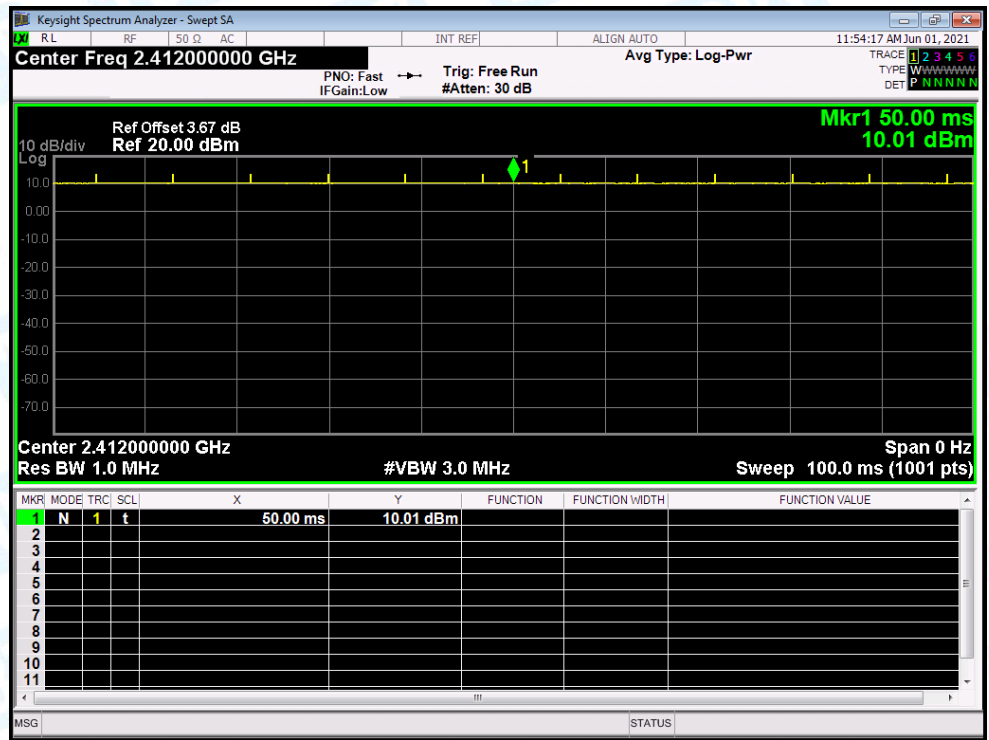 Keysight Spectrum Analyzer - Swept SA
LXI RL RF 50 Ω AC INT REF ALIGN AUTO 11:54:17 AM Jun 01, 2021
Center Freq 2.412000000 GHz Avg Type: Log-Pwr TRACE 1 2 3 4 5 6
PNO: Fast Trig: Free Run TYPE WWWWWW
IFGain:Low #Atten: 30 dB DET P N N N N N
Ref Offset 3.67 dB Mkr1 50.00 ms
10 dB/div Ref 20.00 dBm 10.01 dBm
Log
1
10.0
0.00
-10.0
-20.0
-30.0
-40.0
-50.0
-60.0
-70.0
Center 2.412000000 GHz Span 0 Hz
Res BW 1.0 MHz #VBW 3.0 MHz Sweep 100.0 ms (1001 pts)
MKR MODE TRC SCL X Y FUNCTION FUNCTION WIDTH FUNCTION VALUE
1 N 1 t 50.00 ms 10.01 dBm
2
3
4
5
6
7
8
9
10
11
MSG STATUS